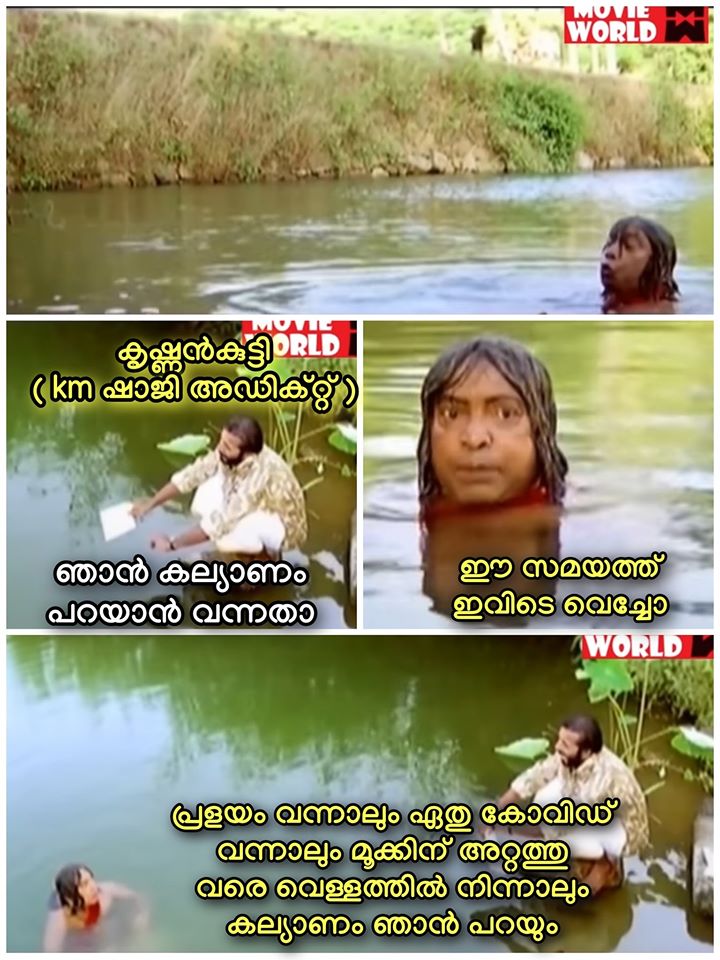 MOVIE
WORLD
MOVIE
WORLD
കൃഷ്ണൻകുട്ടി
( km ഷാജി അഡിക്റ്റ് )
ഞാൻ കല്യാണം
പറയാൻ വന്നതാ
ഈ സമയത്ത്
ഇവിടെ വെച്ചോ
WORLD
പ്രളയം വന്നാലും ഏതു കോവിഡ്
വന്നാലും മൂക്കിന് അറ്റത്തു
വരെ വെള്ളത്തിൽ നിന്നാലും
കല്യാണം ഞാൻ പറയും